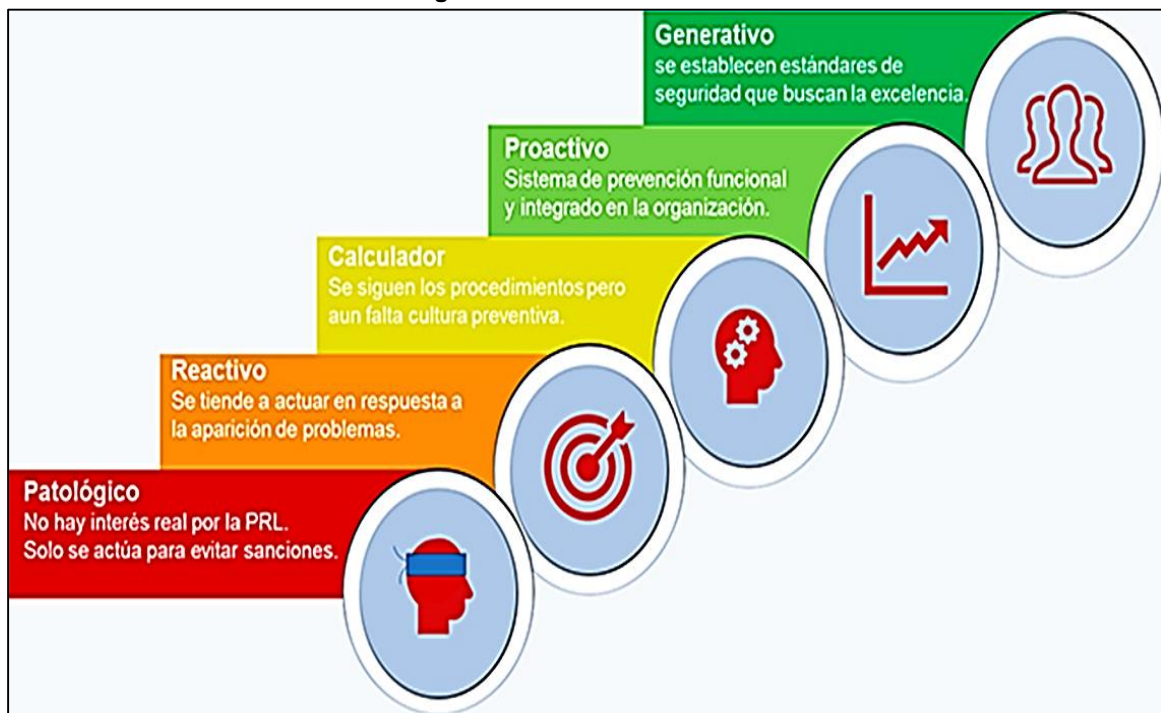 Generativo
se establecen estándares de
seguridad que buscan la excelencia.
Proactivo
Sistema de prevención funcional
y integrado en la organización.
Calculador
Se siguen los procedimientos pero
aun falta cultura preventiva.
Reactivo
Se tiende a actuar en respuesta a
la aparición de problemas.
Patológico
No hay interés real por la PRL.
Solo se actúa para evitar sanciones.